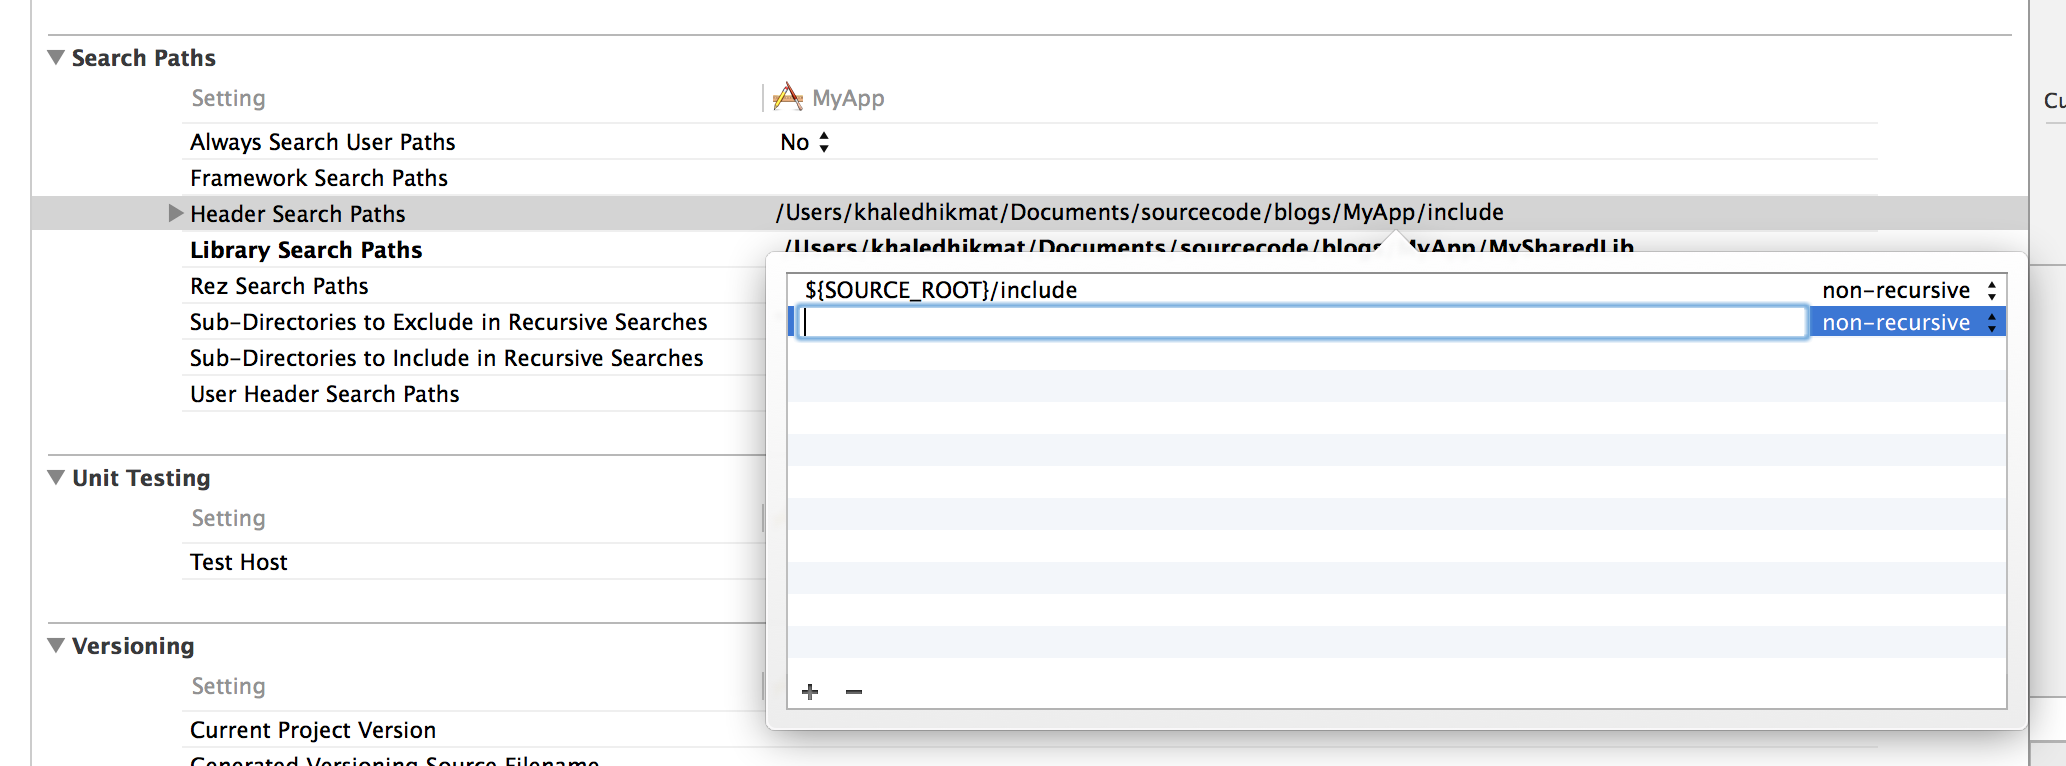 Search Paths
Setting MyApp
Cu
Always Search User Paths No
Framework Search Paths
Header Search Paths /Users/khaledhikmat/Documents/sourcecode/blogs/MyApp/include
Library Search Paths /Users/khaledhikmat/Documents/sourcecode/blogs/MyApp/MySharedLib
${SOURCE_ROOT}/include non-recursive
non-recursive
Rez Search Paths
Sub-Directories to Exclude in Recursive Searches
Sub-Directories to Include in Recursive Searches
User Header Search Paths
Unit Testing
Setting
Test Host
Versioning
Setting
+ −
Current Project Version
Generated Versioning Source Filename